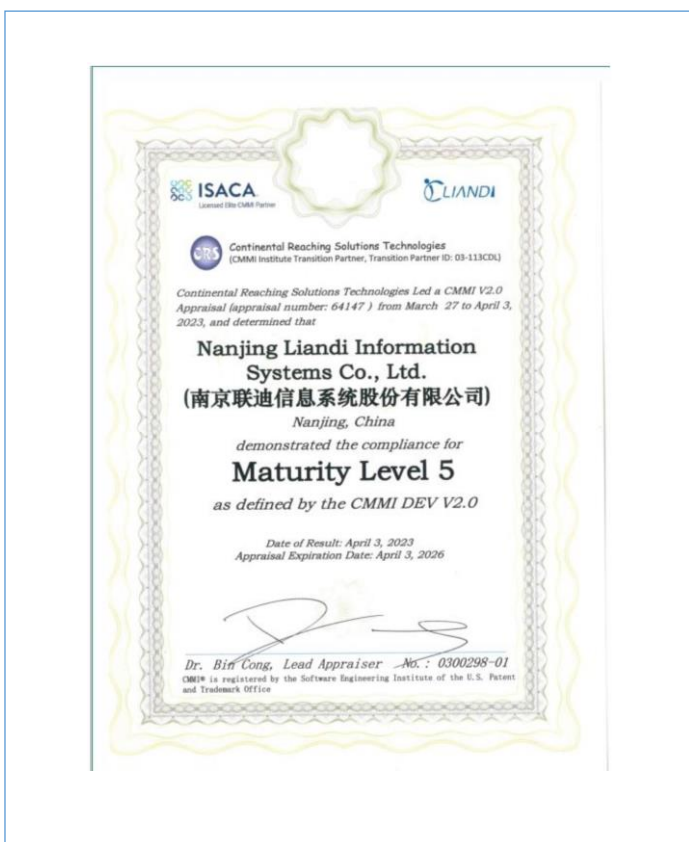 ISACA
Licensed Elite CMMI Partner
LIANDI
CRS
Continental Reaching Solutions Technologies
(CMMI Institute Transition Partner, Transition Partner ID: 03-113CDL)
Continental Reaching Solutions Technologies Led a CMMI V2.0
Appraisal (appraisal number: 64147 ) from March 27 to April 3,
2023, and determined that
Nanjing Liandi Information
Systems Co., Ltd.
(南京联迪信息系统股份有限公司)
Nanjing, China
demonstrated the compliance for
Maturity Level 5
as defined by the CMMI DEV V2.0
Date of Result: April 3, 2023
Appraisal Expiration Date: April 3, 2026
Dr. Bin Cong, Lead Appraiser No.: 0300298-01
CMMI® is registered by the Software Engineering Institute of the U.S. Patent
and Trademark Office